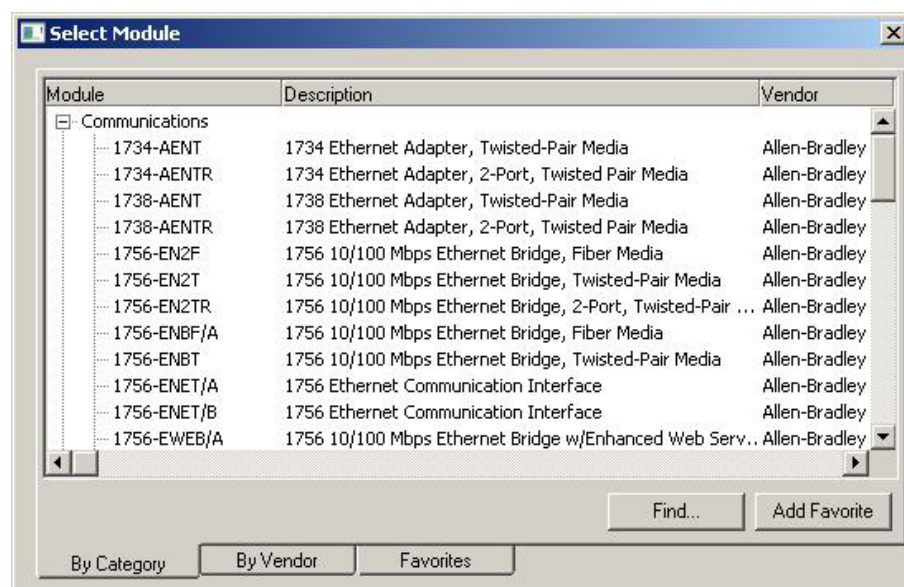 Select Module
Module Description Vendor
Communications
1734-AENT 1734 Ethernet Adapter, Twisted-Pair Media Allen-Bradley
1734-AENTR 1734 Ethernet Adapter, 2-Port, Twisted Pair Media Allen-Bradley
1738-AENT 1738 Ethernet Adapter, Twisted-Pair Media Allen-Bradley
1738-AENTR 1738 Ethernet Adapter, 2-Port, Twisted Pair Media Allen-Bradley
1756-EN2F 1756 10/100 Mbps Ethernet Bridge, Fiber Media Allen-Bradley
1756-EN2T 1756 10/100 Mbps Ethernet Bridge, Twisted-Pair Media Allen-Bradley
1756-EN2TR 1756 10/100 Mbps Ethernet Bridge, 2-Port, Twisted-Pair ... Allen-Bradley
1756-ENBF/A 1756 10/100 Mbps Ethernet Bridge, Fiber Media Allen-Bradley
1756-ENBT 1756 10/100 Mbps Ethernet Bridge, Twisted-Pair Media Allen-Bradley
1756-ENET/A 1756 Ethernet Communication Interface Allen-Bradley
1756-ENET/B 1756 Ethernet Communication Interface Allen-Bradley
1756-EWEB/A 1756 10/100 Mbps Ethernet Bridge w/Enhanced Web Serv.. Allen-Bradley
Find... Add Favorite
By Category By Vendor Favorites